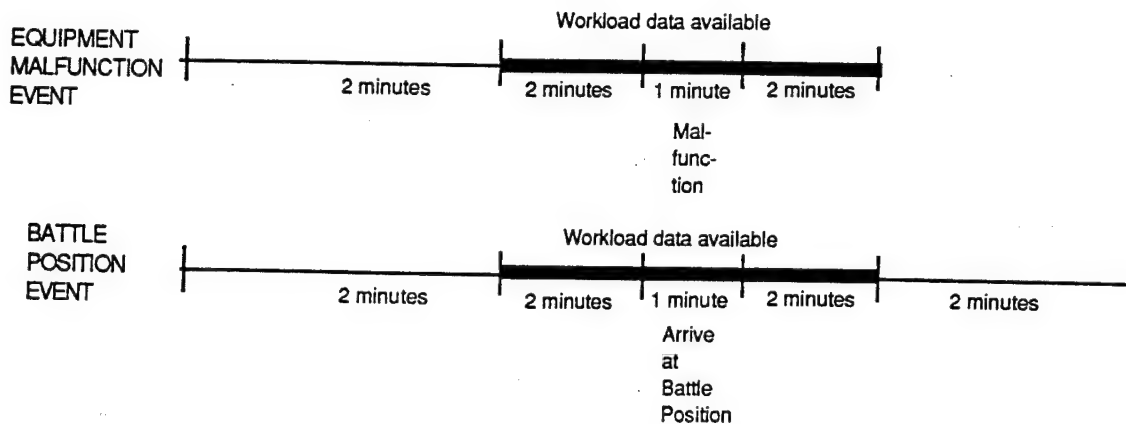 Workload data available
EQUIPMENT
MALFUNCTION
EVENT
2 minutes 2 minutes 1 minute 2 minutes
Mal-
func-
tion
BATTLE
POSITION
EVENT
Workload data available
2 minutes 2 minutes 1 minute 2 minutes 2 minutes
Arrive
at
Battle
Position